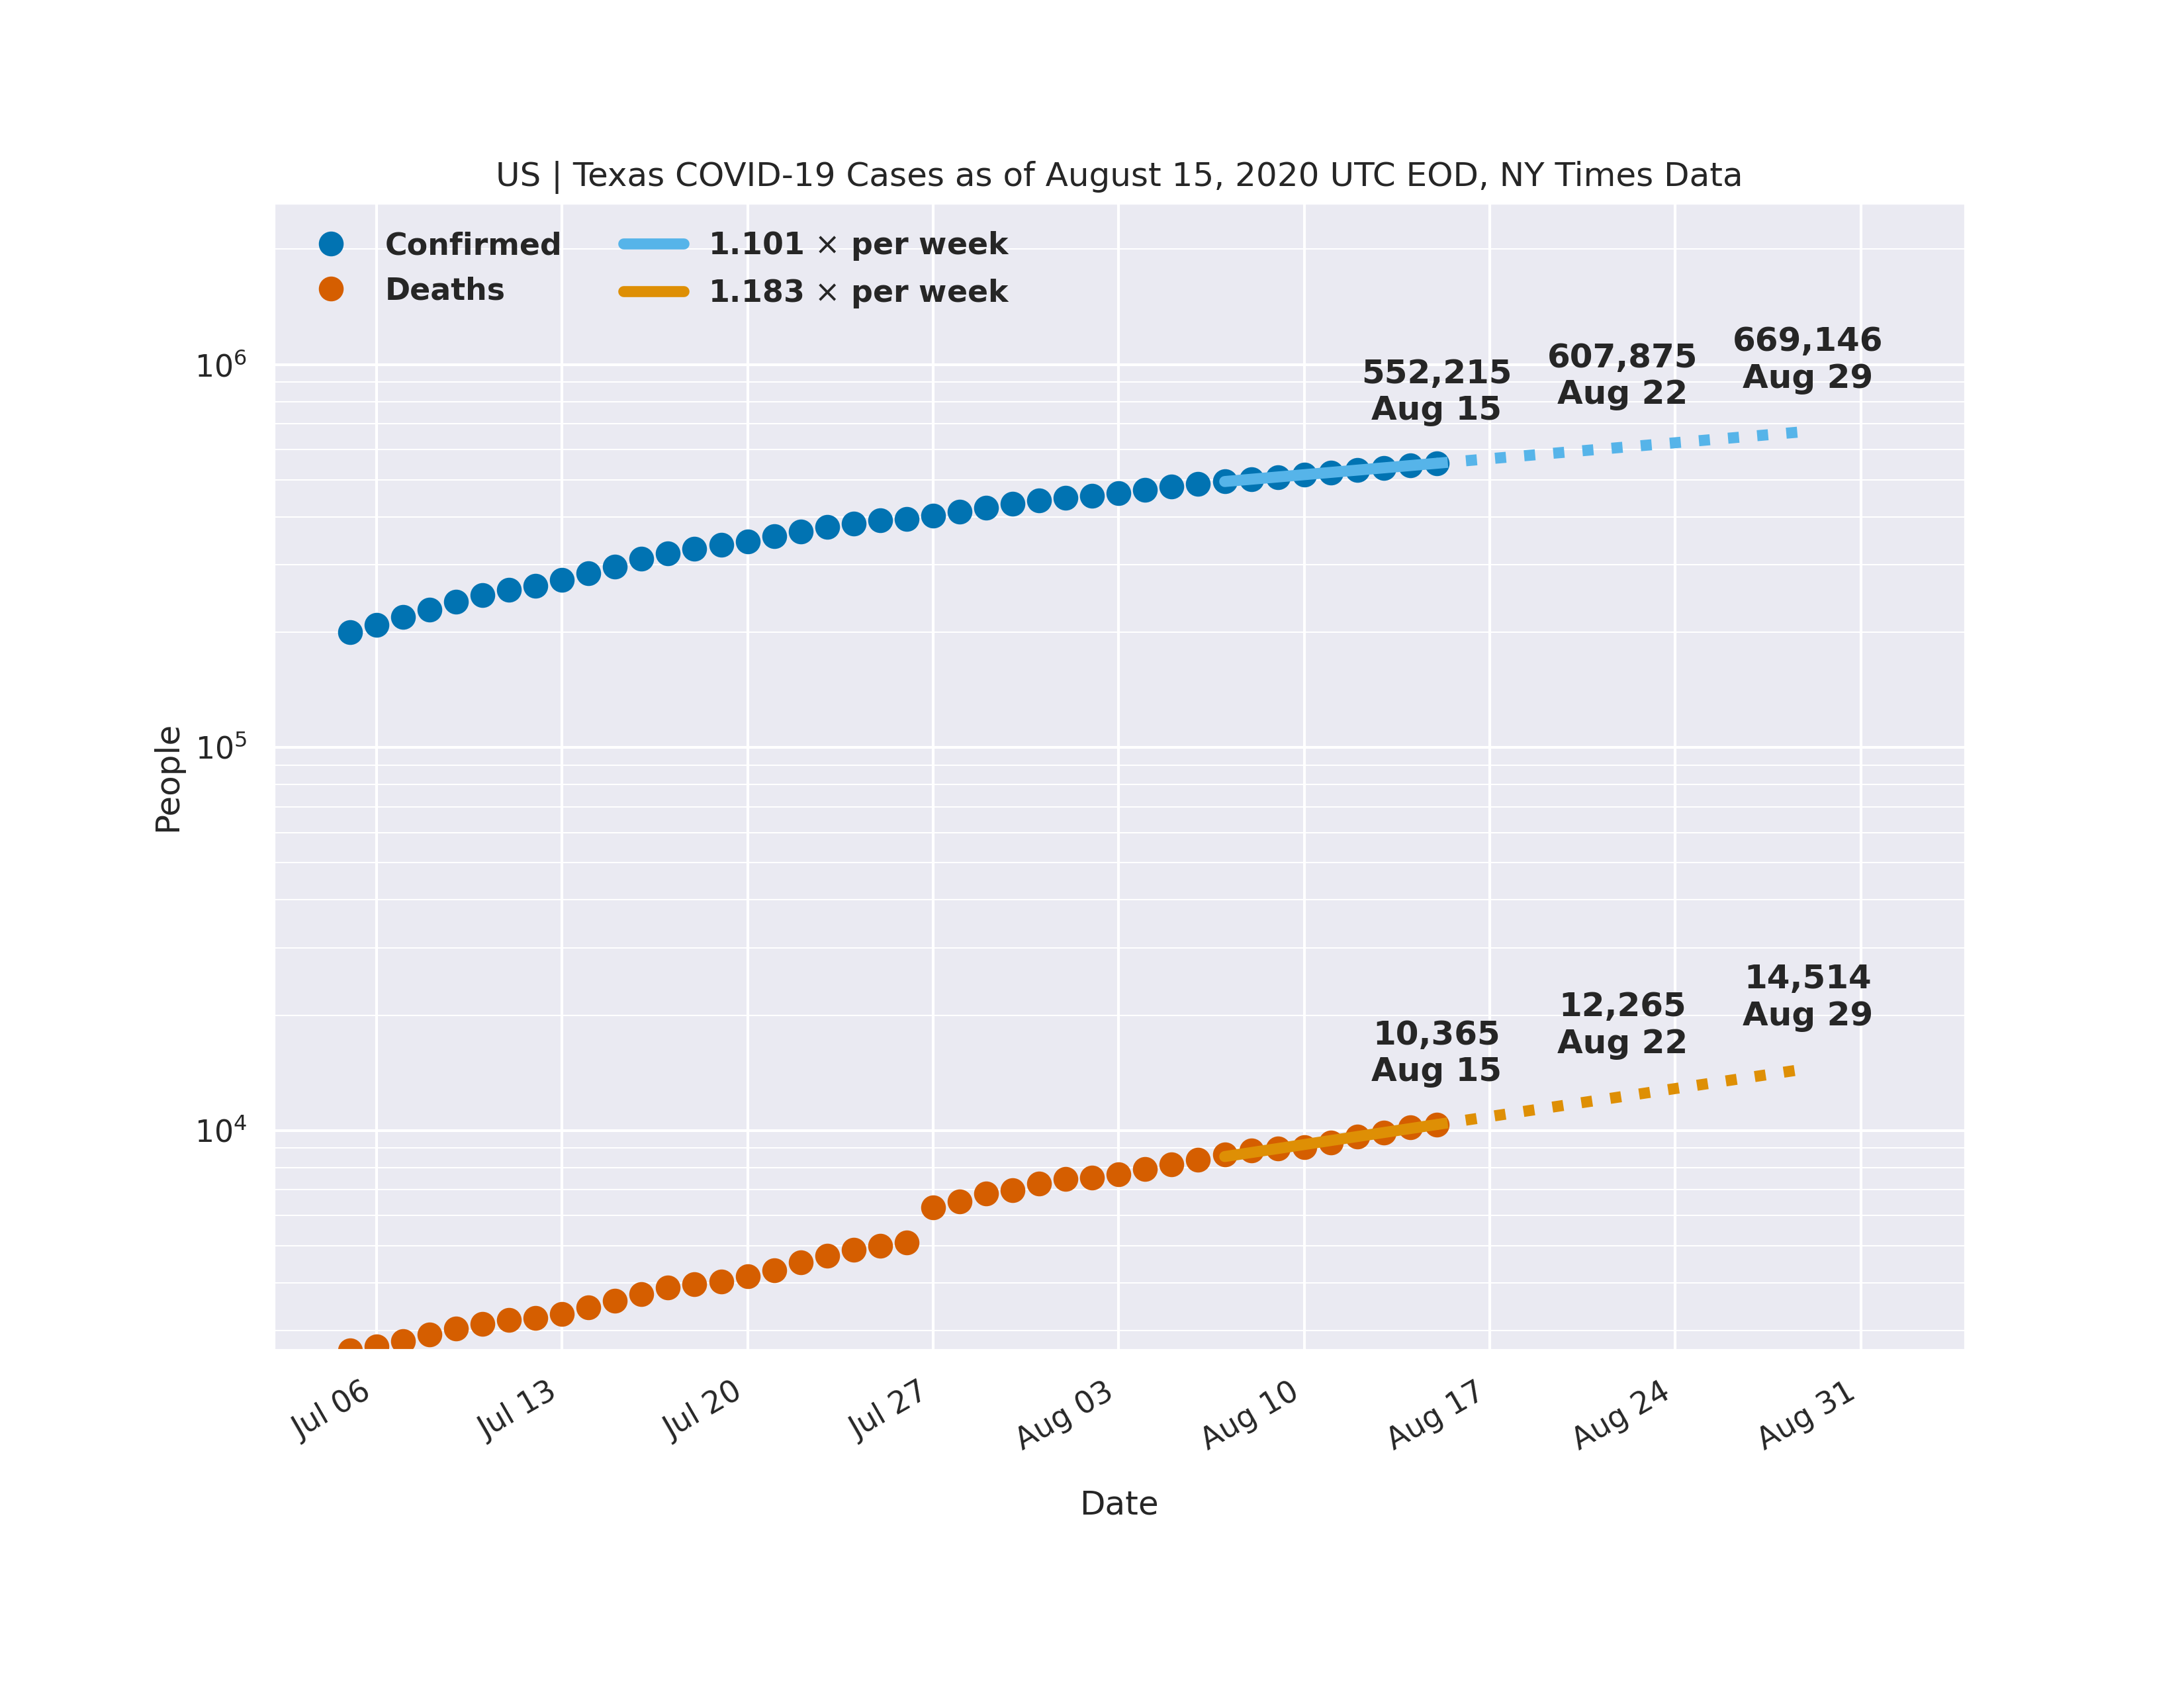 US | Texas COVID-19 Cases as of August 15, 2020 UTC EOD, NY Times Data
Confirmed
Deaths
1.101 × per week
1.183 × per week
669,146
Aug 29
607,875
Aug 22
552,215
Aug 15
14,514
Aug 29
12,265
Aug 22
10,365
Aug 15
10⁶
10⁵
10⁴
People
Jul 06
Jul 13
Jul 20
Jul 27
Aug 03
Aug 10
Aug 17
Aug 24
Aug 31
Date